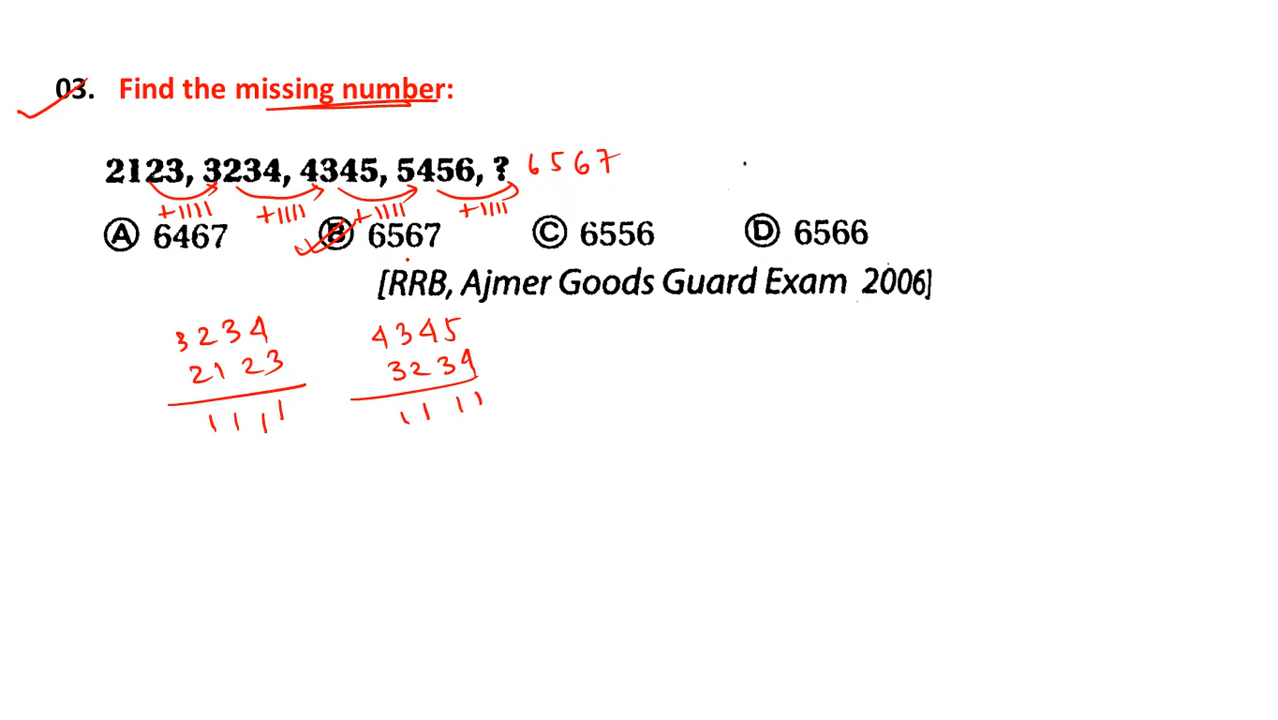 03. Find the missing number:
2123, 3234, 4345, 5456, ? 6567
+1111 +1111 +1111 +1111
Ⓐ 6467 Ⓑ 6567 Ⓒ 6556 Ⓓ 6566
[RRB, Ajmer Goods Guard Exam 2006]
3234 4345
2123 3234
1111 1111